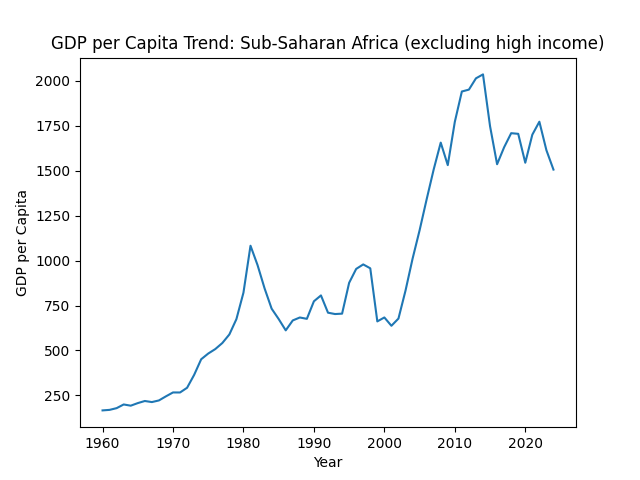 GDP per Capita Trend: Sub-Saharan Africa (excluding high income)
2000
1750
1500
1250
1000
750
500
250
GDP per Capita
1960 1970 1980 1990 2000 2010 2020
Year